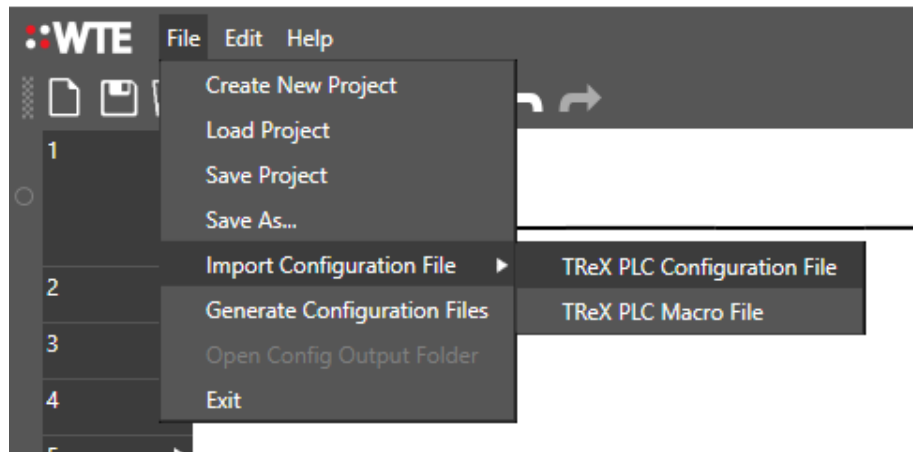 WTE File Edit Help
Create New Project
Load Project
1
Save Project
Save As...
Import Configuration File TReX PLC Configuration File
2
Generate Configuration Files TReX PLC Macro File
3
Open Config Output Folder
4 Exit